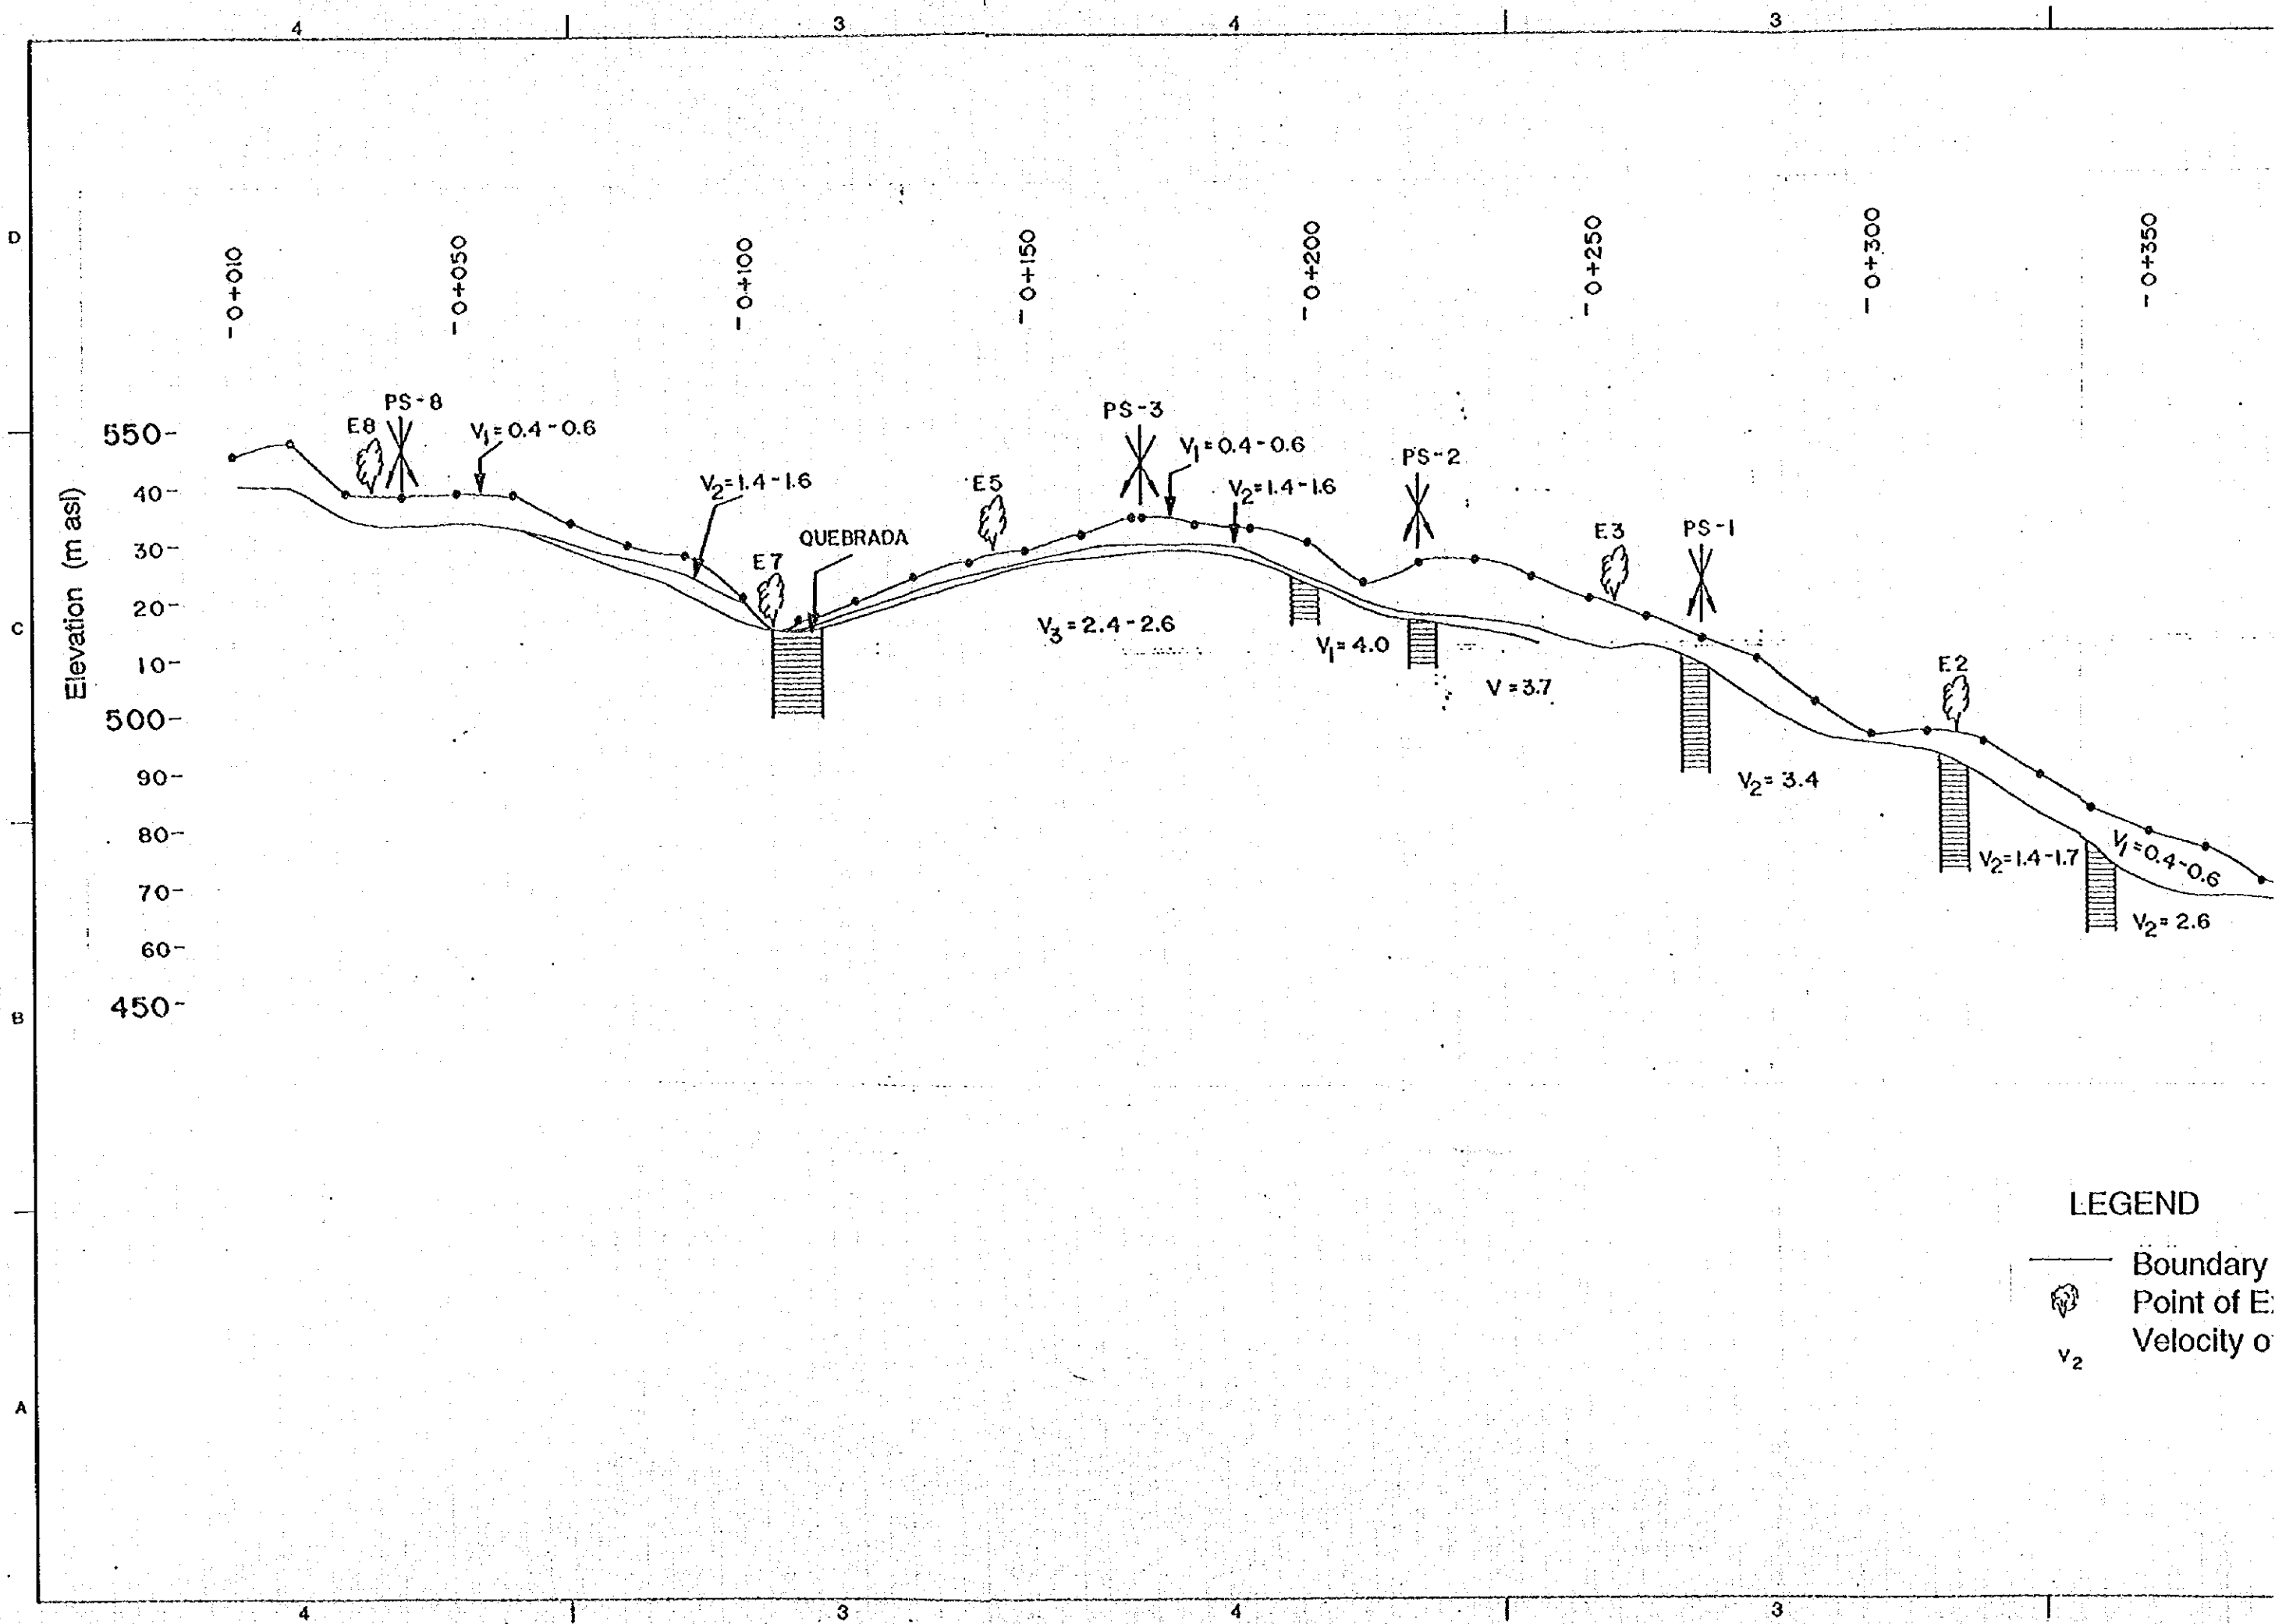 4 3 4 3
D
-0+010 -0+050 -0+100 -0+150 -0+200 -0+250 -0+300 -0+350
PS-8
E8
V1=0.4-0.6
PS-3
V1=0.4-0.6
PS-2
V2=1.4-1.6
E5
V2=1.4-1.6
E3
PS-1
QUEBRADA
E7
550-
40-
30-
20-
10-
500-
90-
80-
70-
60-
450-
Elevation (m asl)
C
V3=2.4-2.6
V1=4.0
V=3.7
E2
V2=3.4
V2=1.4-1.7
V1=0.4-0.6
V2=2.6
B
LEGEND
Boundary
Point of
V2 Velocity
A
4 3 4 3